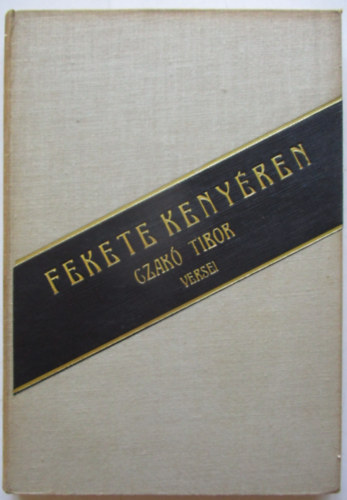 FEKETE KENYÉREN
CZAKÓ TIBOR
VERSEI